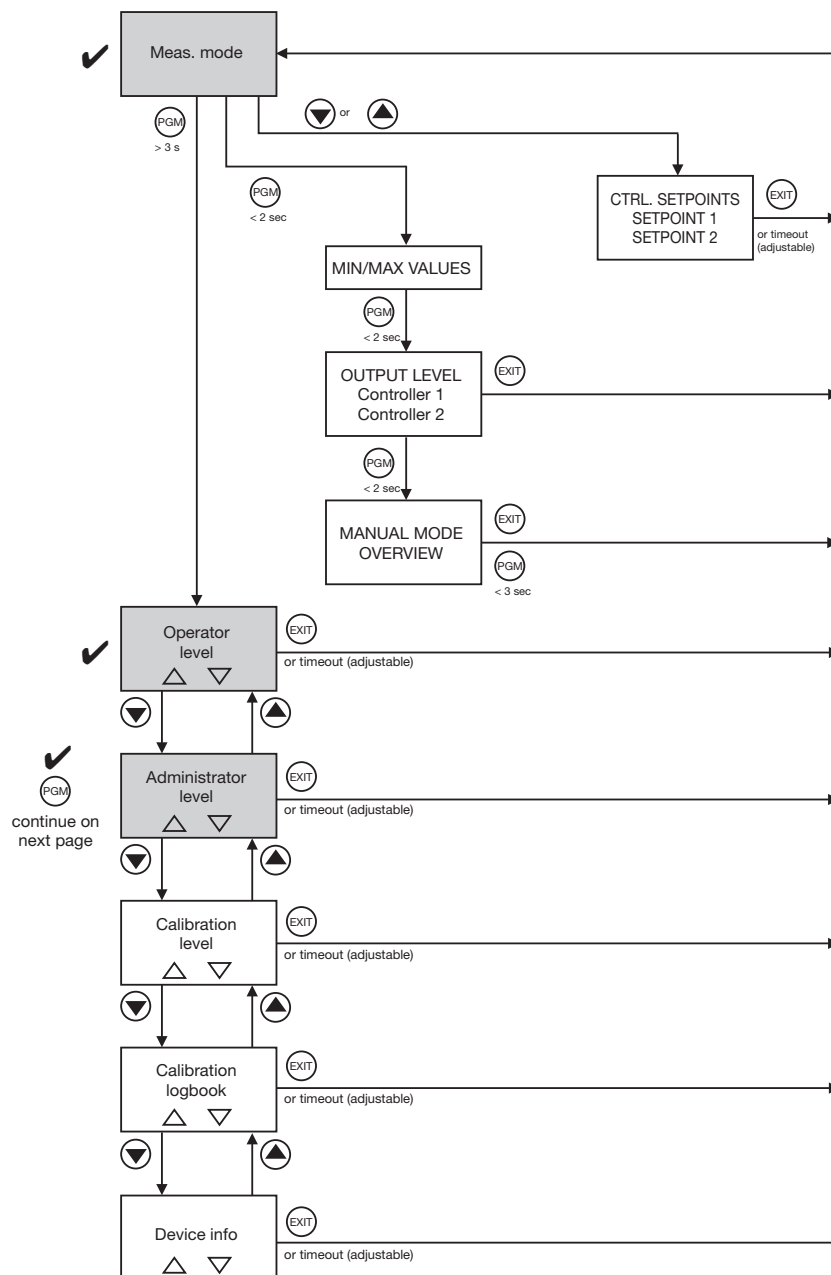 Meas. mode
PGM
> 3 s
or
PGM
< 2 sec
CTRL. SETPOINTS
SETPOINT 1
SETPOINT 2
EXIT
or timeout
(adjustable)
MIN/MAX VALUES
PGM
< 2 sec
OUTPUT LEVEL
Controller 1
Controller 2
EXIT
PGM
< 2 sec
MANUAL MODE
OVERVIEW
EXIT
PGM
< 3 sec
Operator
level
EXIT
or timeout (adjustable)
PGM
continue on
next page
Administrator
level
EXIT
or timeout (adjustable)
Calibration
level
EXIT
or timeout (adjustable)
Calibration
logbook
EXIT
or timeout (adjustable)
Device info
EXIT
or timeout (adjustable)